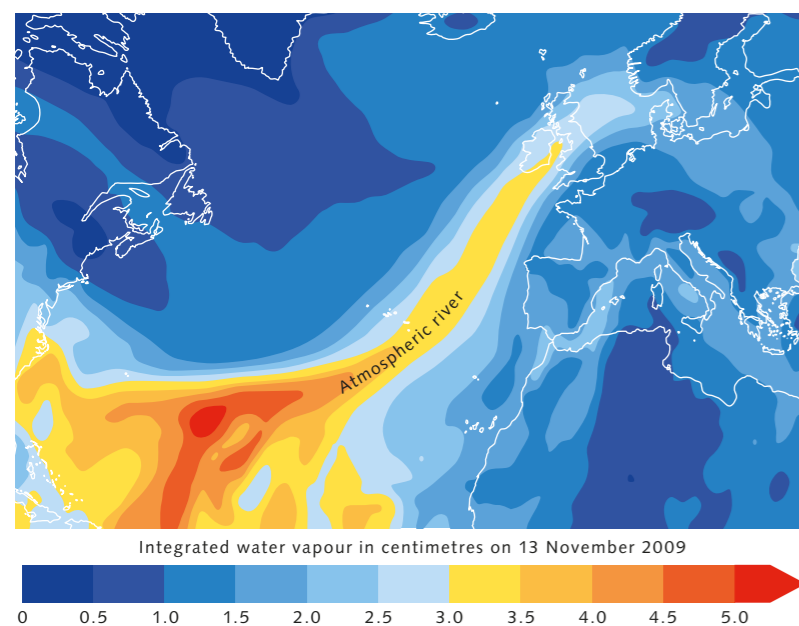 Atmospheric river
Integrated water vapour in centimetres on 13 November 2009
0 0.5 1.0 1.5 2.0 2.5 3.0 3.5 4.0 4.5 5.0